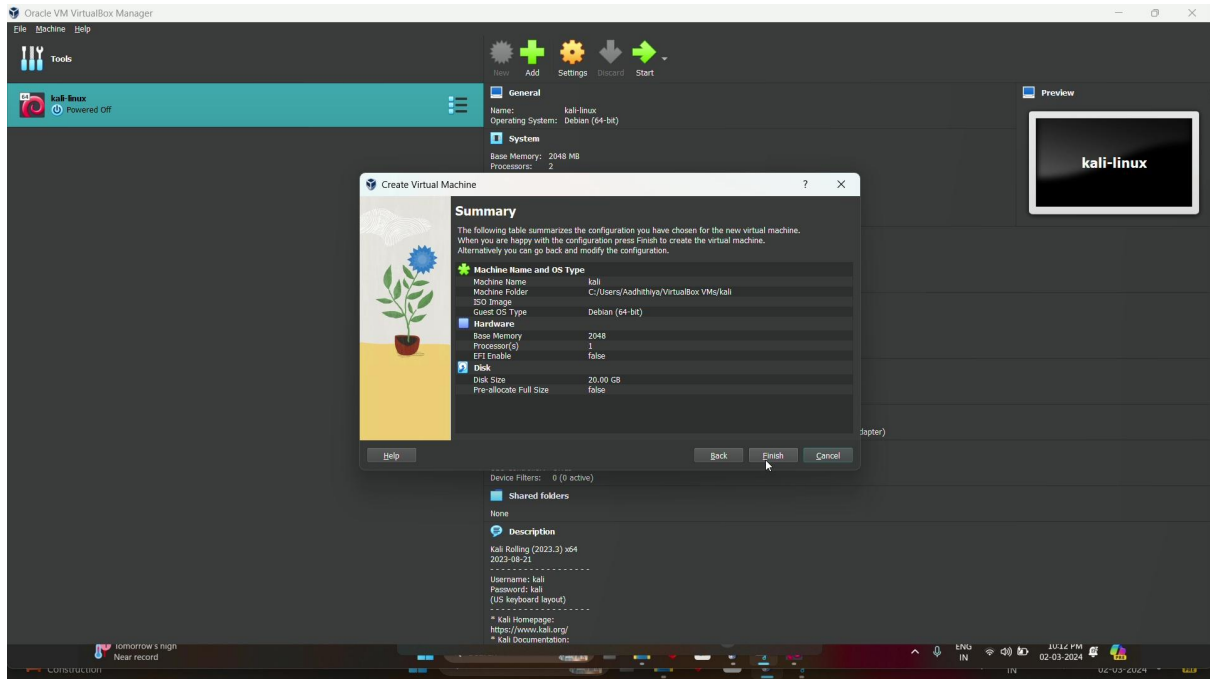 Oracle VM VirtualBox Manager
File Machine Help
Tools
New Add Settings Discard Start
64
kali-linux
Powered Off
General
Name: kali-linux
Operating System: Debian (64-bit)
System
Base Memory: 2048 MB
Processors: 2
Preview
kali-linux
Create Virtual Machine ?
Summary
The following table summarizes the configuration you have chosen for the new virtual machine.
When you are happy with the configuration press Finish to create the virtual machine.
Alternatively you can go back and modify the configuration.
Machine Name and OS Type
Machine Name kali
Machine Folder C:/Users/Aadhithiya/VirtualBox VMs/kali
ISO Image
Guest OS Type Debian (64-bit)
Hardware
Base Memory 2048
Processor(s) 1
EFI Enable false
Disk
Disk Size 20.00 GB
Pre-allocate Full Size false
dapter)
Help Back Finish Cancel
Device Filters: 0 (0 active)
Shared folders
None
Description
Kali Rolling (2023.3) x64
2023-08-21
- - - - - - - - - - - - - - - - - -
Username: kali
Password: kali
(US keyboard layout)
- - - - - - - - - - - - - - - - - -
* Kali Homepage:
https://www.kali.org/
* Kali Documentation:
Tomorrow's high
Near record
ENG
IN
10:12 PM
02-03-2024
Construction
IN
02-03-2024